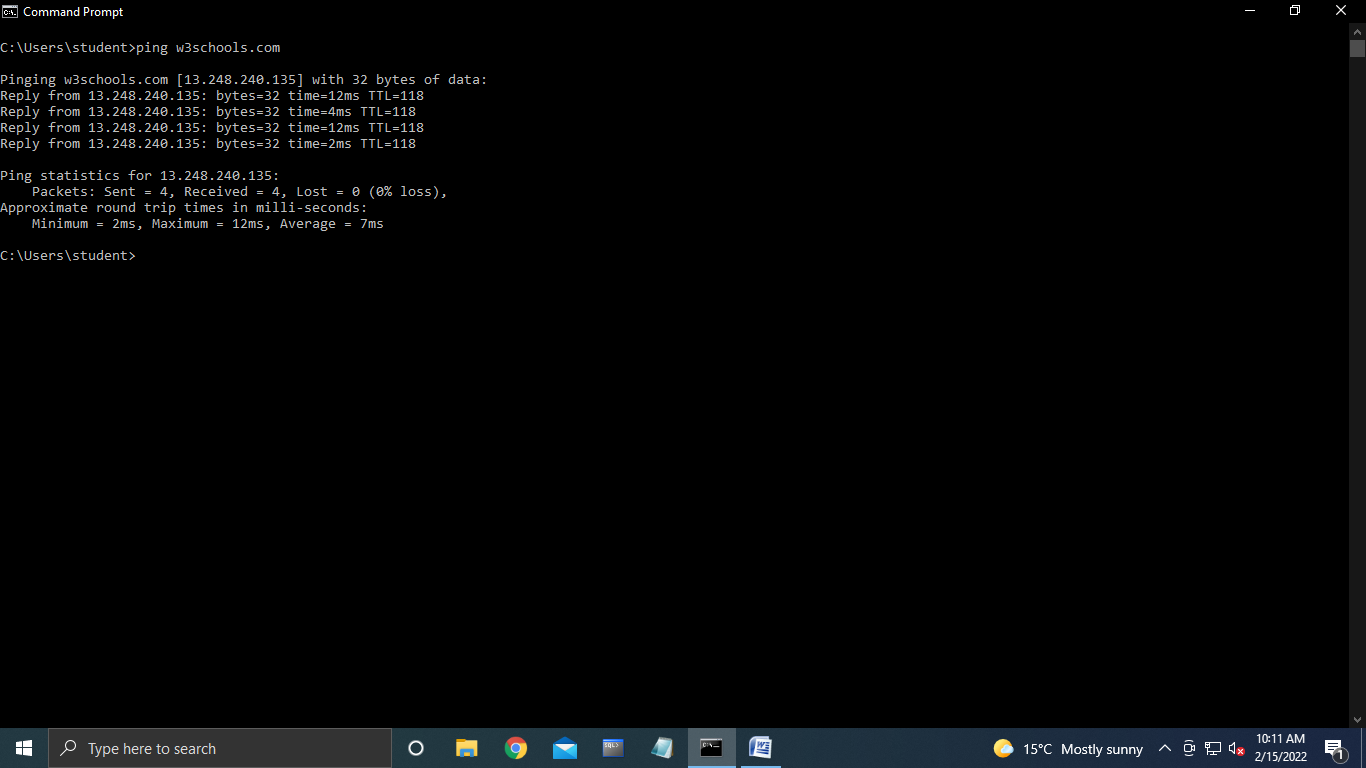 Command Prompt
C:\Users\student>ping w3schools.com
Pinging w3schools.com [13.248.240.135] with 32 bytes of data:
Reply from 13.248.240.135: bytes=32 time=12ms TTL=118
Reply from 13.248.240.135: bytes=32 time=4ms TTL=118
Reply from 13.248.240.135: bytes=32 time=12ms TTL=118
Reply from 13.248.240.135: bytes=32 time=2ms TTL=118
Ping statistics for 13.248.240.135:
    Packets: Sent = 4, Received = 4, Lost = 0 (0% loss),
Approximate round trip times in milli-seconds:
    Minimum = 2ms, Maximum = 12ms, Average = 7ms
C:\Users\student>
Type here to search
15°C Mostly sunny
10:11 AM
2/15/2022
1